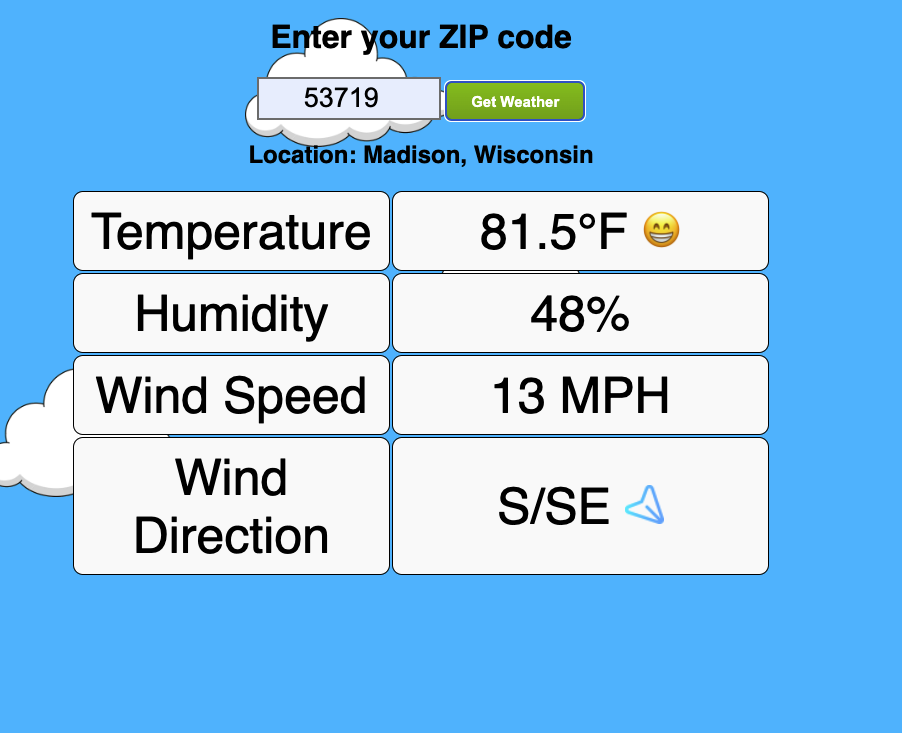 Enter your ZIP code
53719 Get Weather
Location: Madison, Wisconsin
Temperature 81.5°F 😁
Humidity 48%
Wind Speed 13 MPH
Wind
Direction
S/SE